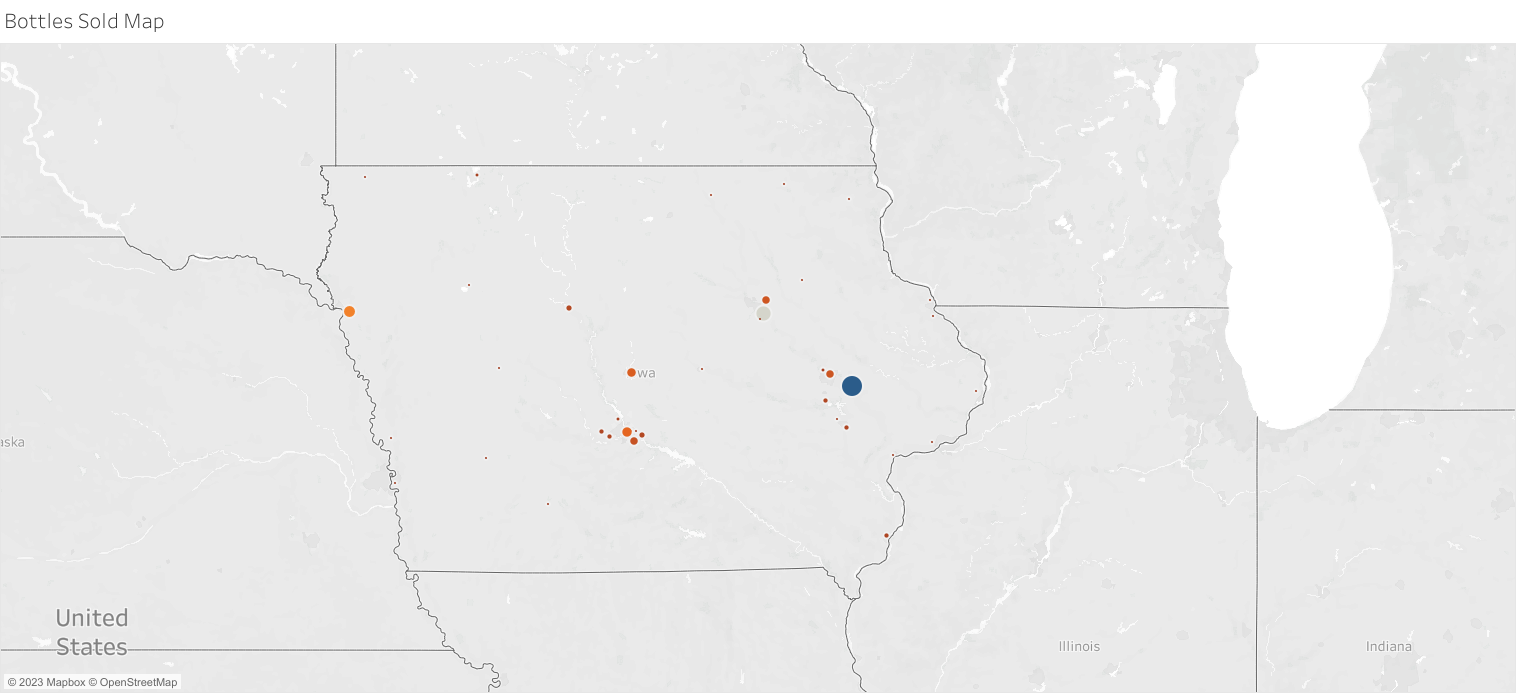 Bottles Sold Map
wa
aska
United
States
Illinois
Indiana
© 2023 Mapbox © OpenStreetMap